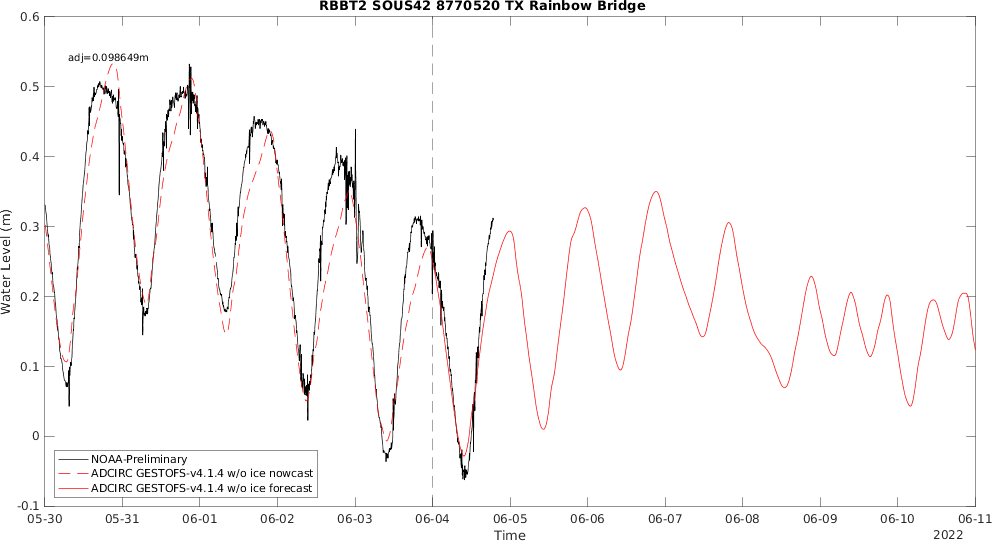 RBBT2 SOUS42 8770520 TX Rainbow Bridge
adj=0.098649m
0.6
0.5
0.4
0.3
0.2
0.1
0
-0.1
Water Level (m)
NOAA-Preliminary
ADCIRC GESTOFS-v4.1.4 w/o ice nowcast
ADCIRC GESTOFS-v4.1.4 w/o ice forecast
05-30 05-31 06-01 06-02 06-03 06-04 06-05 06-06 06-07 06-08 06-09 06-10 06-11
Time
2022